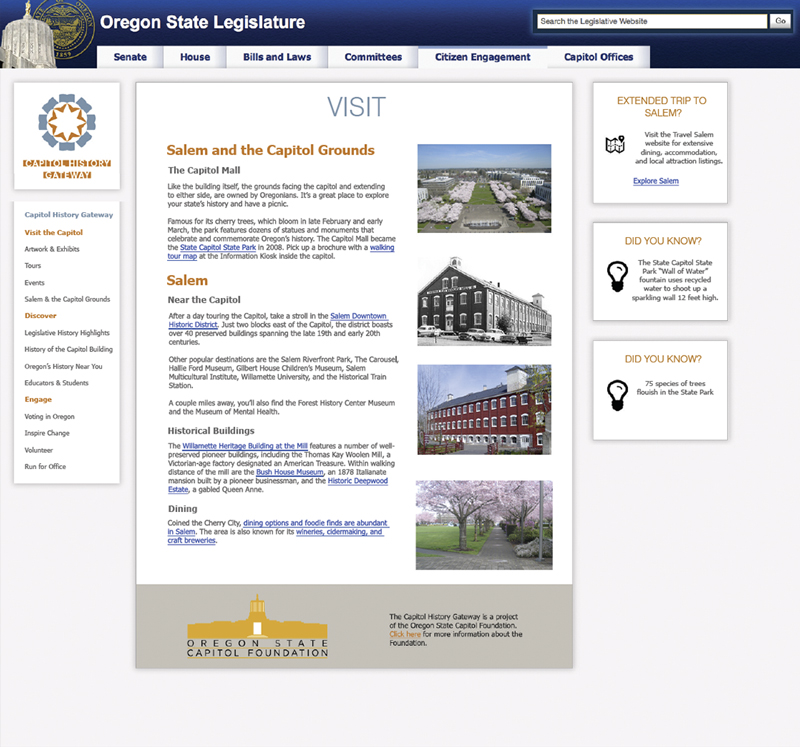 Oregon State Legislature
Search the Legislative Website
Go
Senate
House
Bills and Laws
Committees
Citizen Engagement
Capitol Offices
CAPITOL HISTORY
GATEWAY
Capitol History Gateway
Visit the Capitol
Artwork & Exhibits
Tours
Events
Salem & the Capitol Grounds
Discover
Legislative History Highlights
History of the Capitol Building
Oregon's History Near You
Educators & Students
Engage
Voting in Oregon
Inspire Change
Volunteer
Run for Office
VISIT
Salem and the Capitol Grounds
The Capitol Mall
Like the building itself, the grounds facing the capitol and extending
to either side, are owned by Oregonians. It's a great place to explore
your state's history and have a picnic.
Famous for its cherry trees, which bloom in late February and early
March, the park features dozens of statues and monuments that
celebrate and commemorate Oregon's history. The Capitol Mall became
the State Capitol State Park in 2008. Pick up a brochure with a walking
tour map at the Information Kiosk inside the capitol.
Salem
Near the Capitol
After a day touring the Capitol, take a stroll in the Salem Downtown
Historic District. Just two blocks east of the Capitol, the district boasts
over 40 preserved buildings spanning the late 19th and early 20th
centuries.
Other popular destinations are the Salem Riverfront Park, The Carousel,
Hallie Ford Museum, Gilbert House Children's Museum, Salem
Multicultural Institute, Willamette University, and the Historical Train
Station.
A couple miles away, you'll also find the Forest History Center Museum
and the Museum of Mental Health.
Historical Buildings
The Willamette Heritage Building at the Mill features a number of well-
preserved pioneer buildings, including the Thomas Kay Woolen Mill, a
Victorian-age factory designated an American Treasure. Within walking
distance of the mill are the Bush House Museum, an 1878 Italianate
mansion built by a pioneer businessman, and the Historic Deepwood
Estate, a gabled Queen Anne.
Dining
Coined the Cherry City, dining options and foodie finds are abundant
in Salem. The area is also known for its wineries, cidermaking, and
craft breweries.
EXTENDED TRIP TO
SALEM?
Visit the Travel Salem
website for extensive
dining, accommodation,
and local attraction listings.
Explore Salem
DID YOU KNOW?
The State Capitol State
Park "Wall of Water"
fountain uses recycled
water to shoot up a
sparkling wall 12 feet high.
DID YOU KNOW?
75 species of trees
flouish in the State Park
OREGON STATE
CAPITOL FOUNDATION
The Capitol History Gateway is a project
of the Oregon State Capitol Foundation.
Click here for more information about the
Foundation.